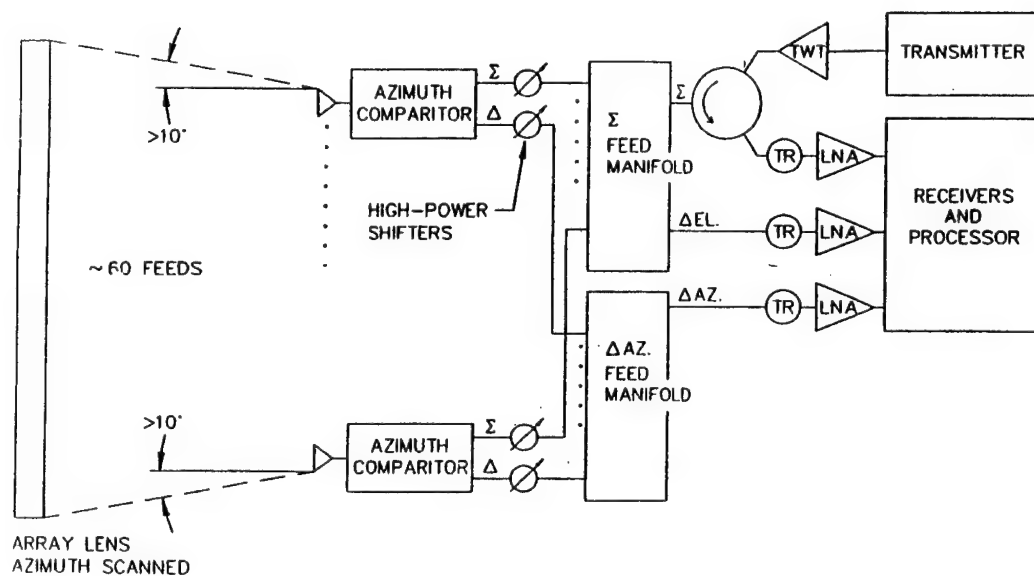 TWT
TRANSMITTER
Σ
AZIMUTH
COMPARITOR
Σ
Δ
>10°
Σ
FEED
MANIFOLD
TR
LNA
HIGH-POWER
SHIFTERS
RECEIVERS
AND
PROCESSOR
ΔEL.
TR
LNA
~60 FEEDS
ΔAZ.
TR
LNA
ΔAZ.
FEED
MANIFOLD
>10°
AZIMUTH
COMPARITOR
Σ
Δ
ARRAY LENS
AZIMUTH SCANNED